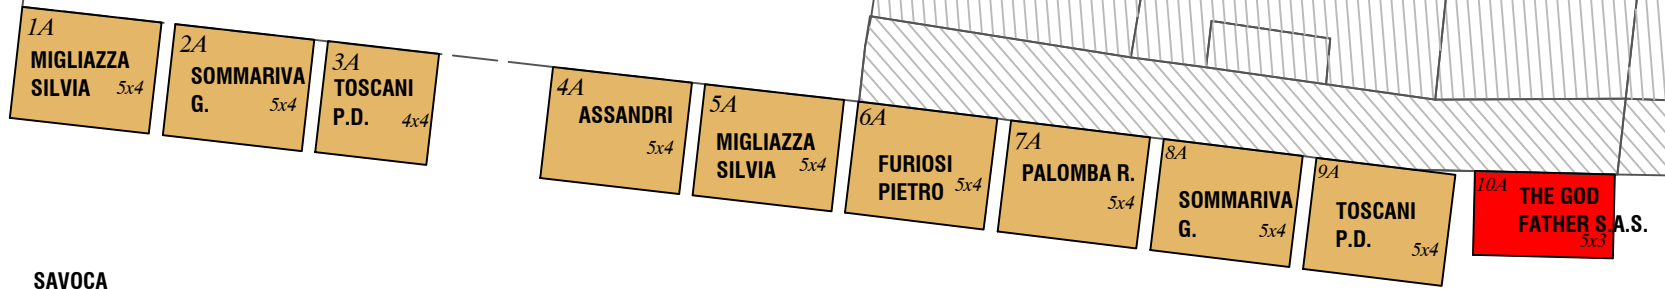 1A
MIGLIAZZA
SILVIA 5x4
2A
SOMMARIVA
G. 5x4
3A
TOSCANI
P.D. 4x4
4A
ASSANDRI
5x4
5A
MIGLIAZZA
SILVIA 5x4
6A
FURIOSI
PIETRO 5x4
7A
PALOMBA R.
5x4
8A
SOMMARIVA
G. 5x4
9A
TOSCANI
P.D. 5x4
10A THE GOD
FATHER S.A.S.
5x3
SAVOCA